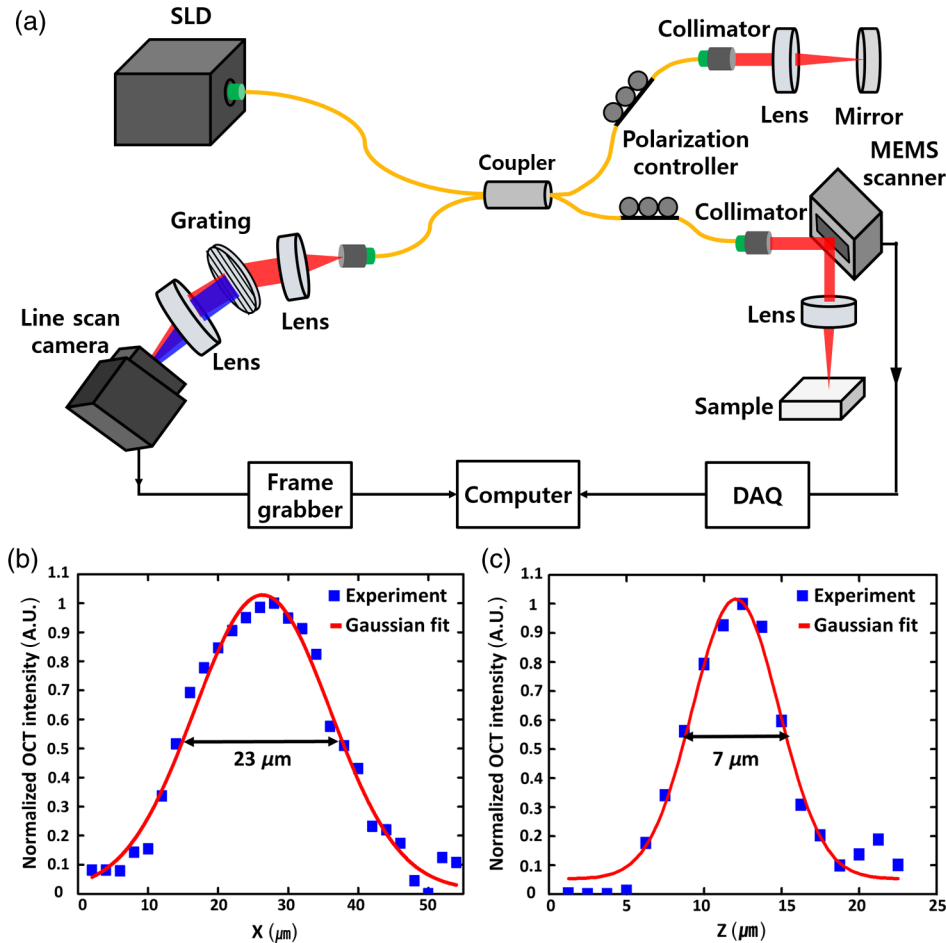 (a)
SLD
Collimator
Lens
Mirror
Polarization
controller
MEMS
scanner
Coupler
Collimator
Grating
Lens
Lens
Line scan
camera
Lens
Sample
Frame
grabber
Computer
DAQ
(b)
Normalized OCT intensity (A.U.)
1.1
1
0.9
0.8
0.7
0.6
0.5
0.4
0.3
0.2
0.1
0
Experiment
Gaussian fit
23 μm
0 10 20 30 40 50
X (μm)
(c)
Normalized OCT intensity (A.U.)
1.1
1
0.9
0.8
0.7
0.6
0.5
0.4
0.3
0.2
0.1
0
Experiment
Gaussian fit
7 μm
0 5 10 15 20 25
Z (μm)